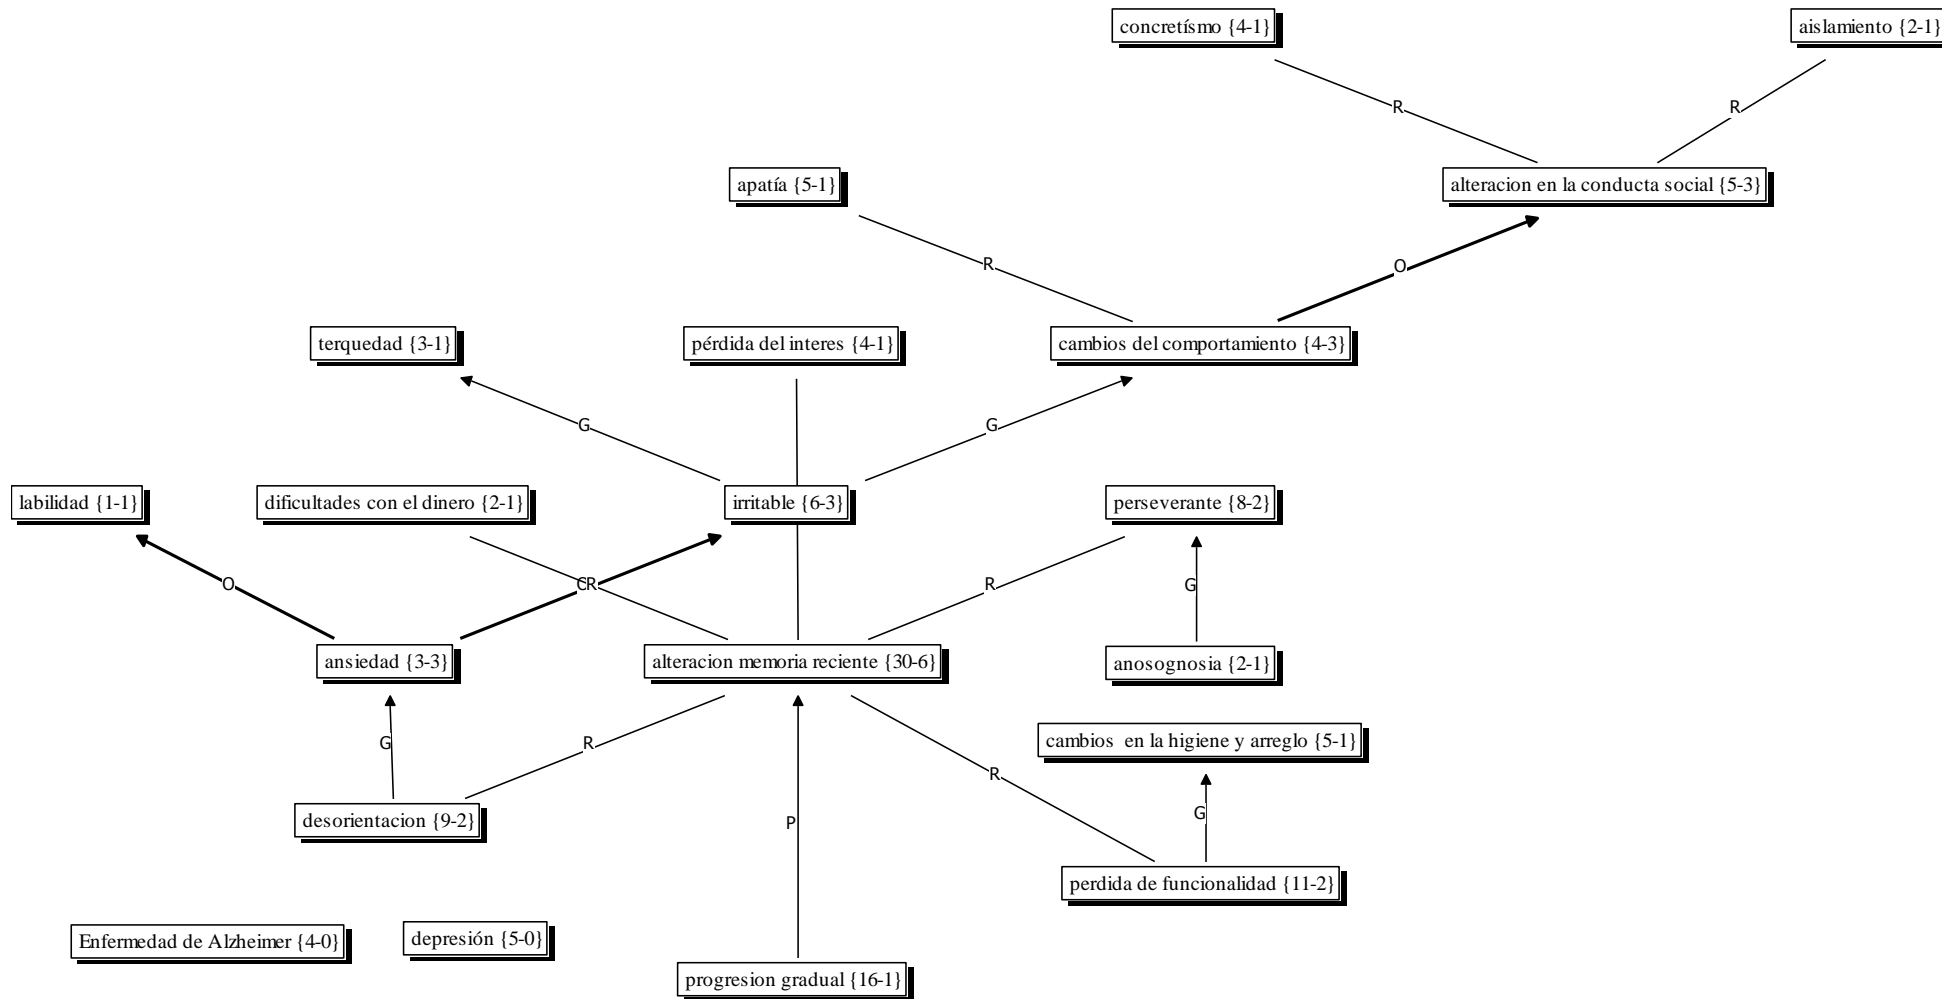 concretísmo {4-1}
aislamiento {2-1}
R
R
apatía {5-1}
alteracion en la conducta social {5-3}
R
O
terquedad {3-1}
pérdida del interes {4-1}
cambios del comportamiento {4-3}
G
G
labilidad {1-1}
dificultades con el dinero {2-1}
irritable {6-3}
perseverante {8-2}
O
R
R
G
ansiedad {3-3}
alteracion memoria reciente {30-6}
anosognosia {2-1}
G
R
cambios  en la higiene y arreglo {5-1}
R
desorientacion {9-2}
P
G
perdida de funcionalidad {11-2}
Enfermedad de Alzheimer {4-0}
depresión {5-0}
progresion gradual {16-1}